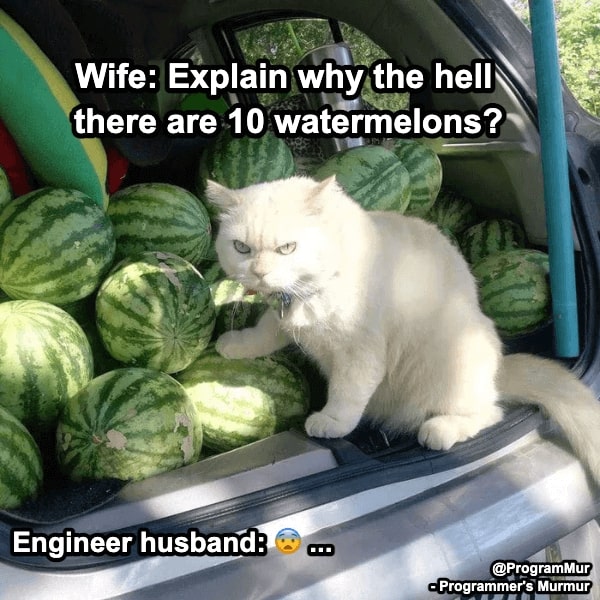 Wife: Explain why the hell
there are 10 watermelons?
Engineer husband: 😨 ...
@ProgramMur
- Programmer's Murmur